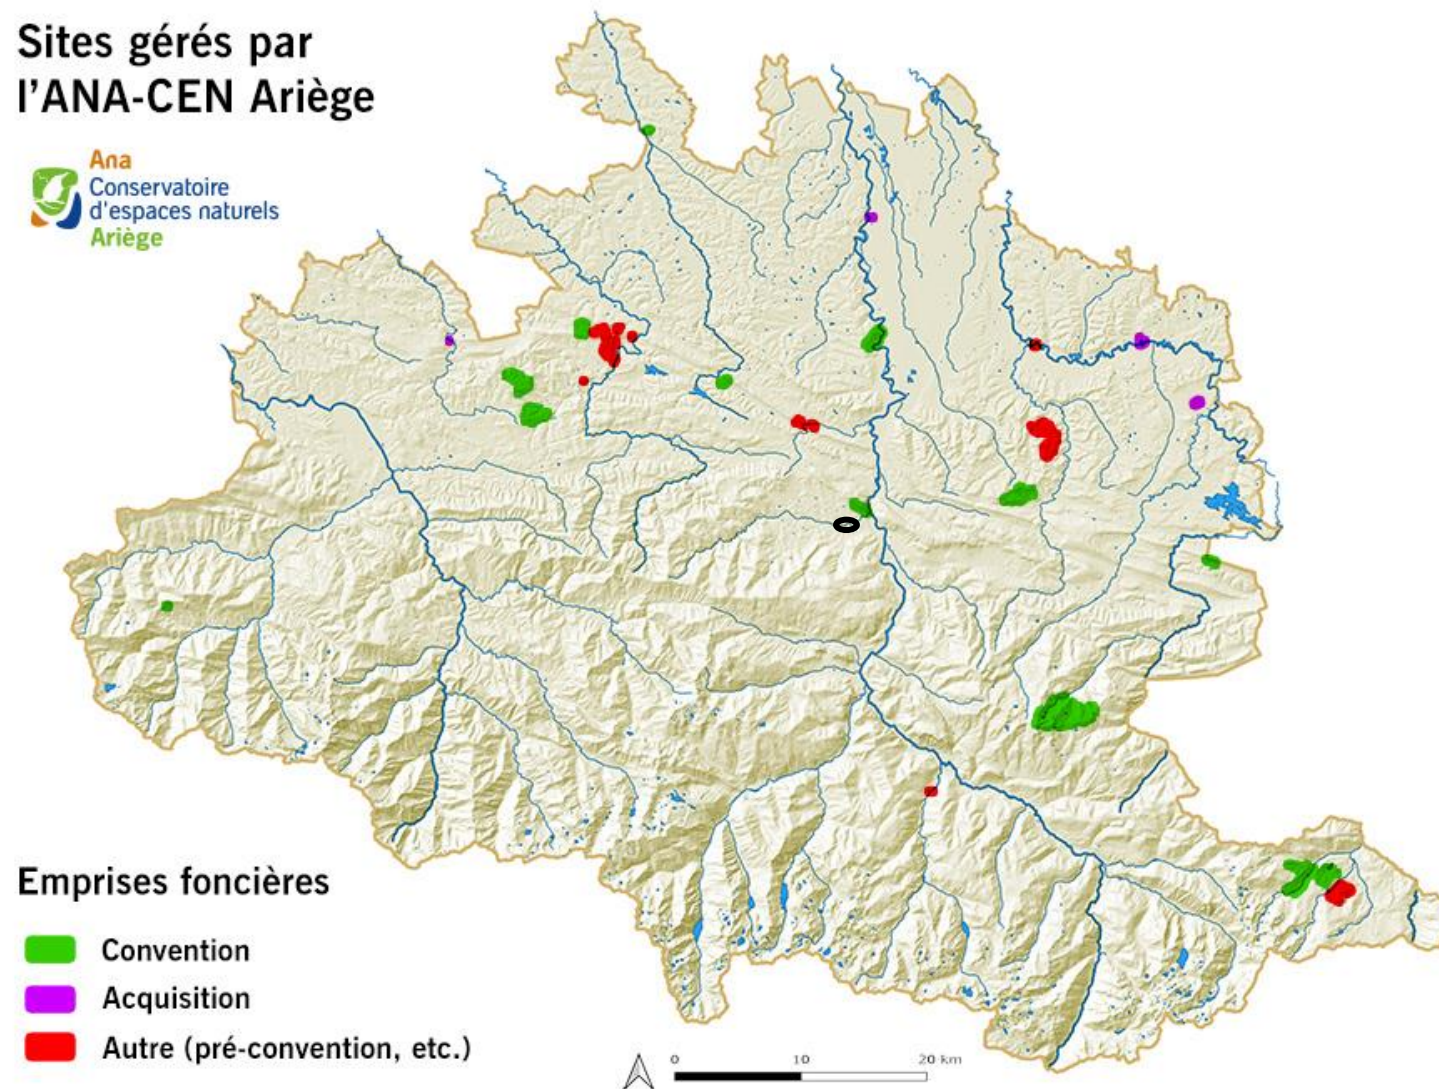 Sites gérés par
l'ANA-CEN Ariège
Ana
Conservatoire
d'espaces naturels
Ariège
Emprises foncières
Convention
Acquisition
Autre (pré-convention, etc.)
0 10 20 km